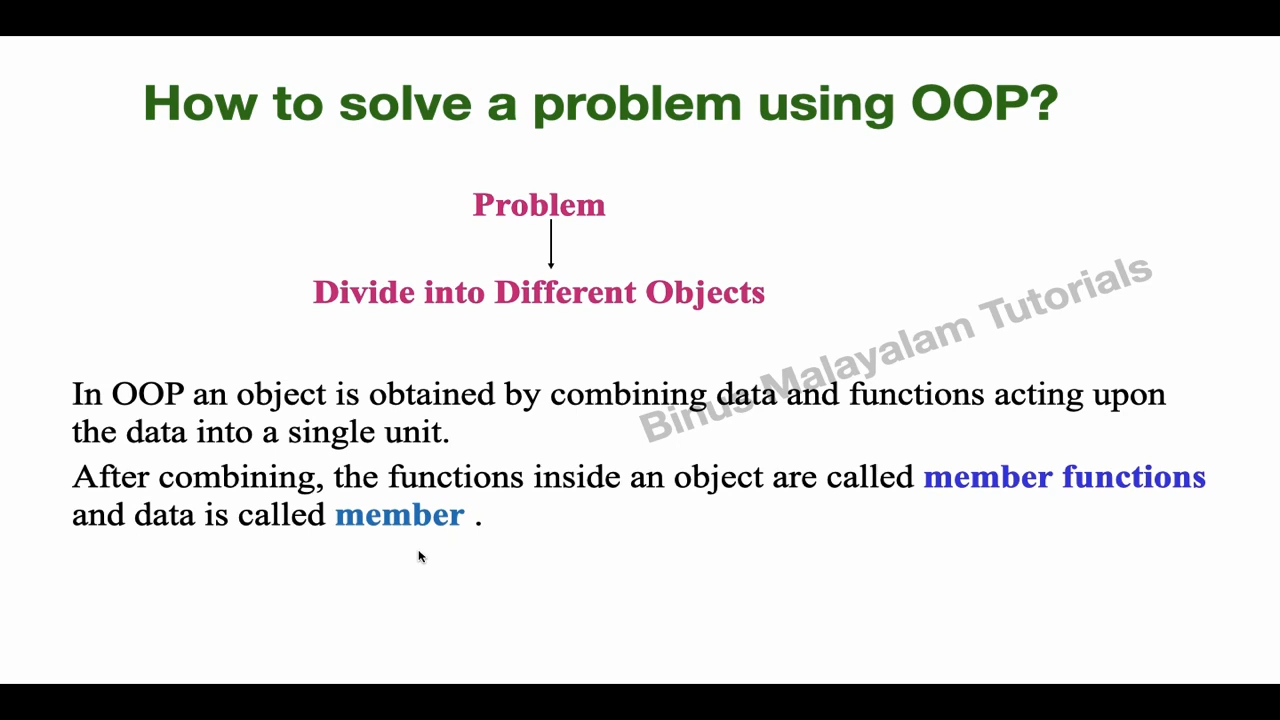 How to solve a problem using OOP?
Problem
Divide into Different Objects
Binus Malayalam Tutorials
In OOP an object is obtained by combining data and functions acting upon
the data into a single unit.
After combining, the functions inside an object are called member functions
and data is called member .